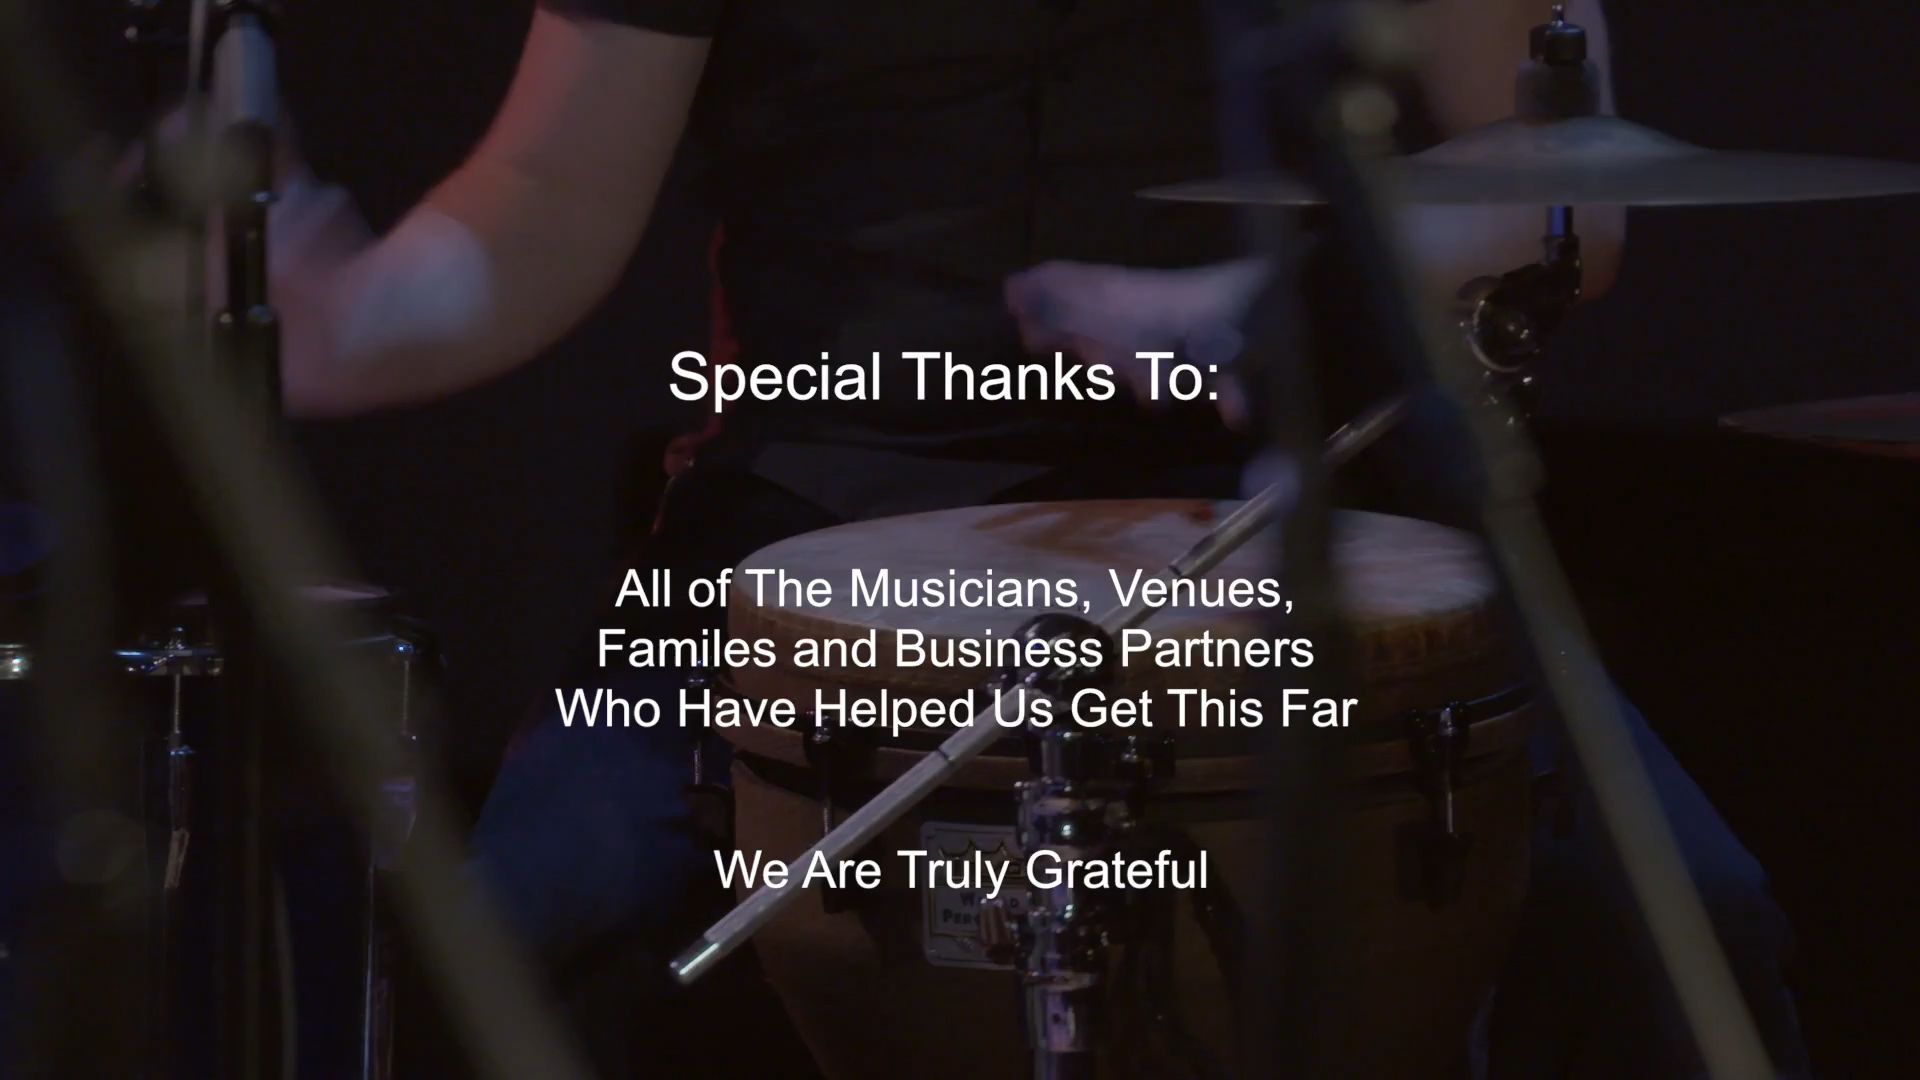 Special Thanks To:
All of The Musicians, Venues,
Familes and Business Partners
Who Have Helped Us Get This Far
We Are Truly Grateful